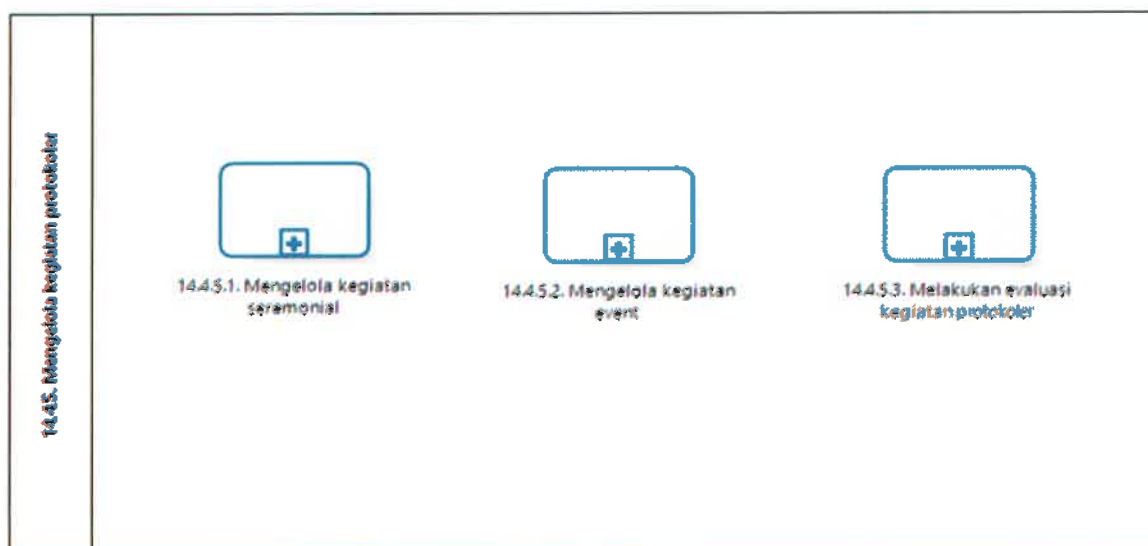 14.4.5. Mengelola kegiatan protokoler
14.4.5.1. Mengelola kegiatan
seremonial
14.4.5.2. Mengelola kegiatan
event
14.4.5.3. Melakukan evaluasi
kegiatan protokoler